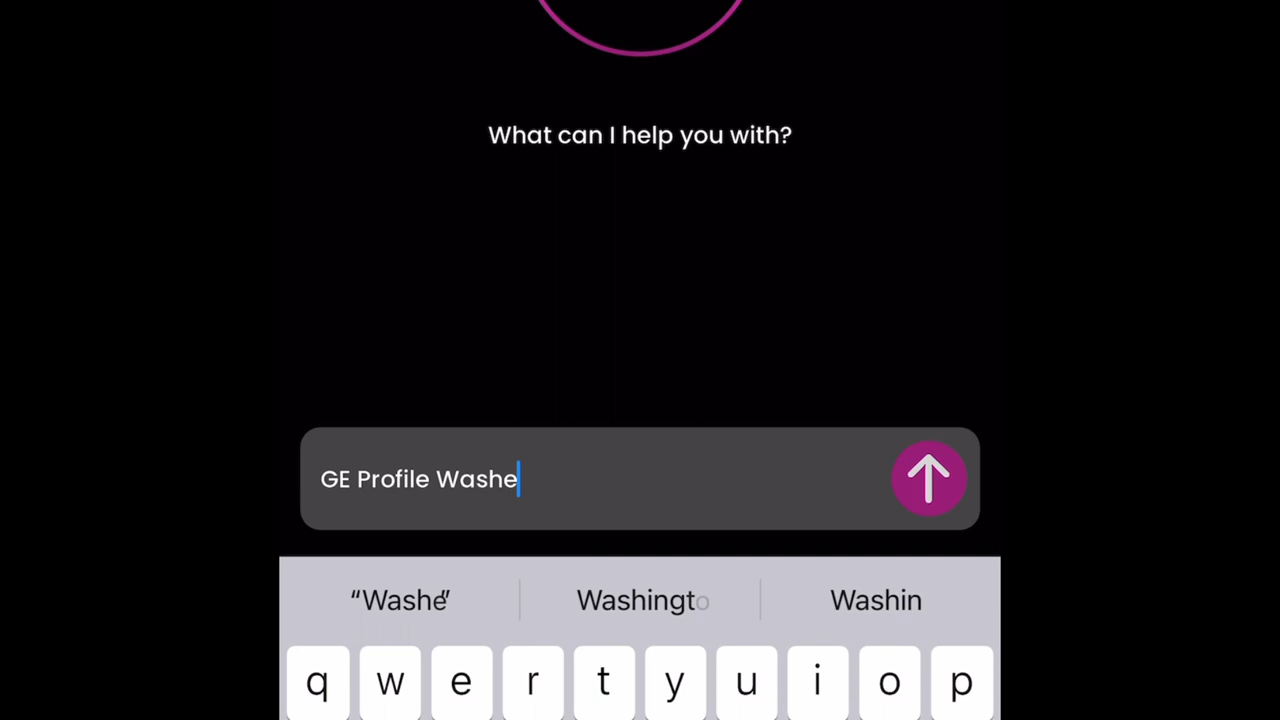 What can I help you with?
GE Profile Washe
“Washe” Washingto Washin
q w e r t y u i o p